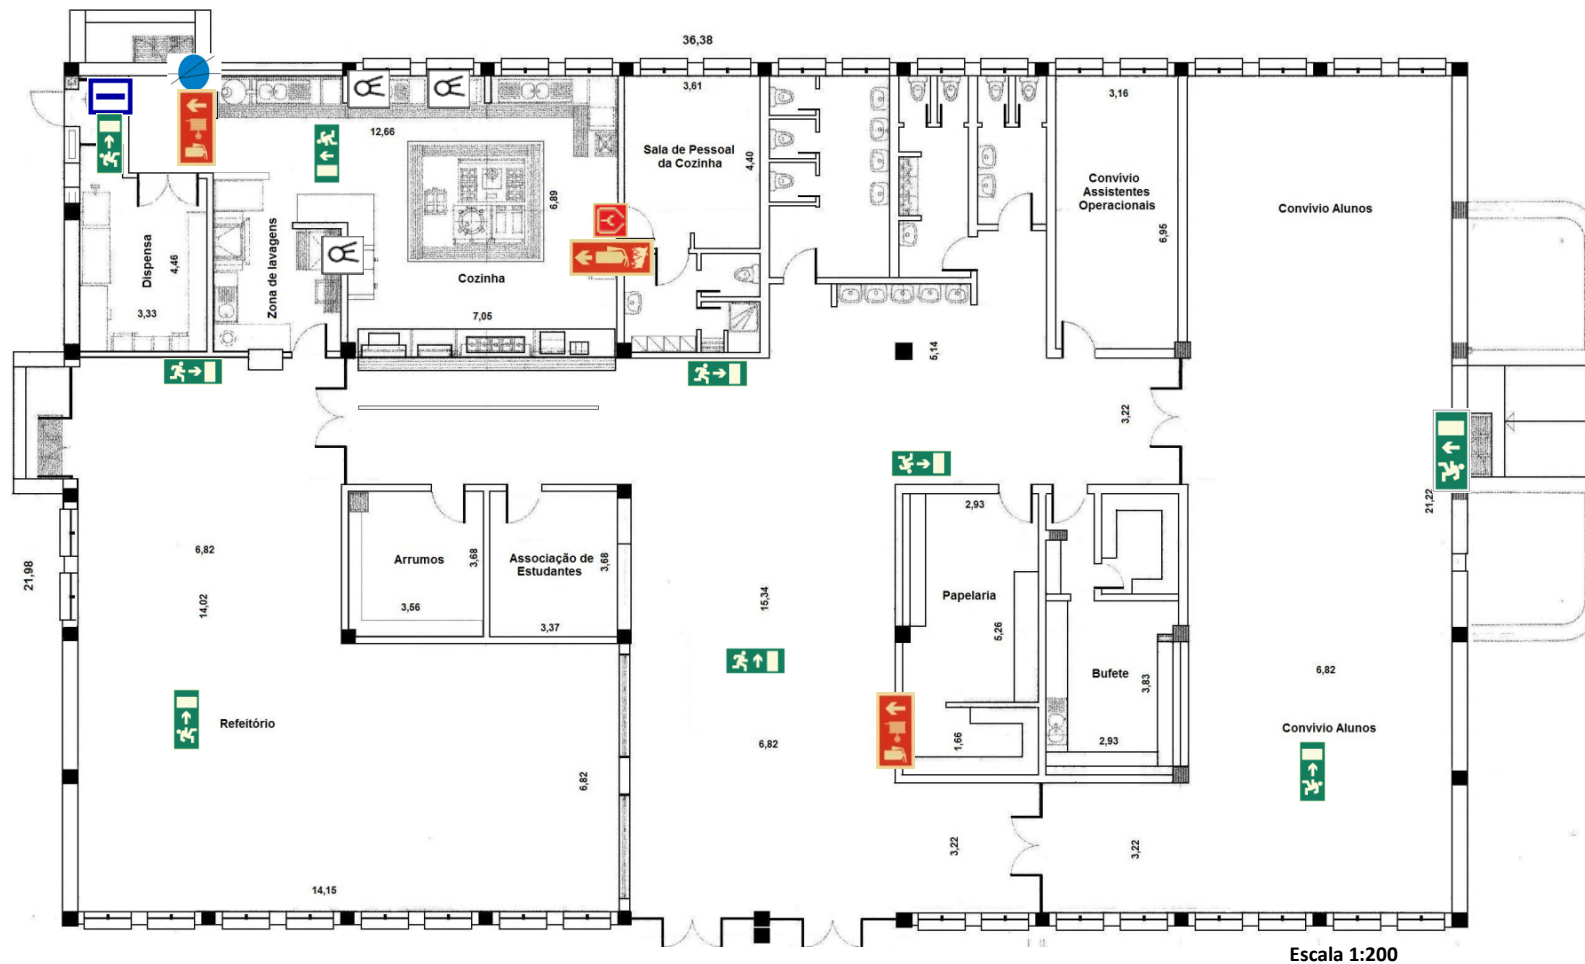 36,38
3,61
3,16
12,66
Sala de Pessoal
da Cozinha
4,40
Convívio
Assistentes
Operacionais
6,89
6,95
Convívio Alunos
Dispensa
4,46
Zona de lavagens
Cozinha
3,33
7,05
5,14
3,22
21,22
2,93
6,82
Arrumos
3,68
Associação de
Estudantes
3,68
21,98
14,02
3,56
3,37
15,34
Papelaria
5,26
6,82
Bufete
3,83
Refeitório
6,82
1,66
2,93
Convívio Alunos
6,82
3,22
3,22
14,15
Escala 1:200